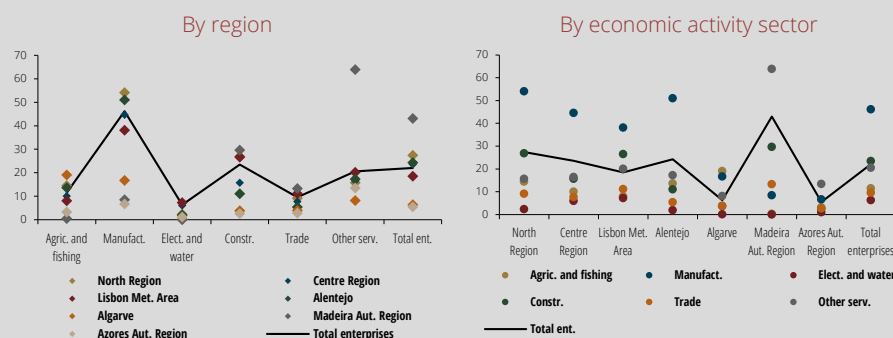 By region
70
60
50
40
30
20
10
0
Agric. and
fishing
Manufact.
Elect. and
water
Constr.
Trade
Other serv.
Total ent.
North Region
Centre Region
Lisbon Met. Area
Alentejo
Algarve
Madeira Aut. Region
Azores Aut. Region
Total enterprises
By economic activity sector
70
60
50
40
30
20
10
0
North
Region
Centre
Region
Lisbon Met.
Area
Alentejo
Algarve
Madeira
Aut. Region
Azores Aut.
Region
Total
enterprises
Agric. and fishing
Manufact.
Elect. and water
Constr.
Trade
Other serv.
Total ent.